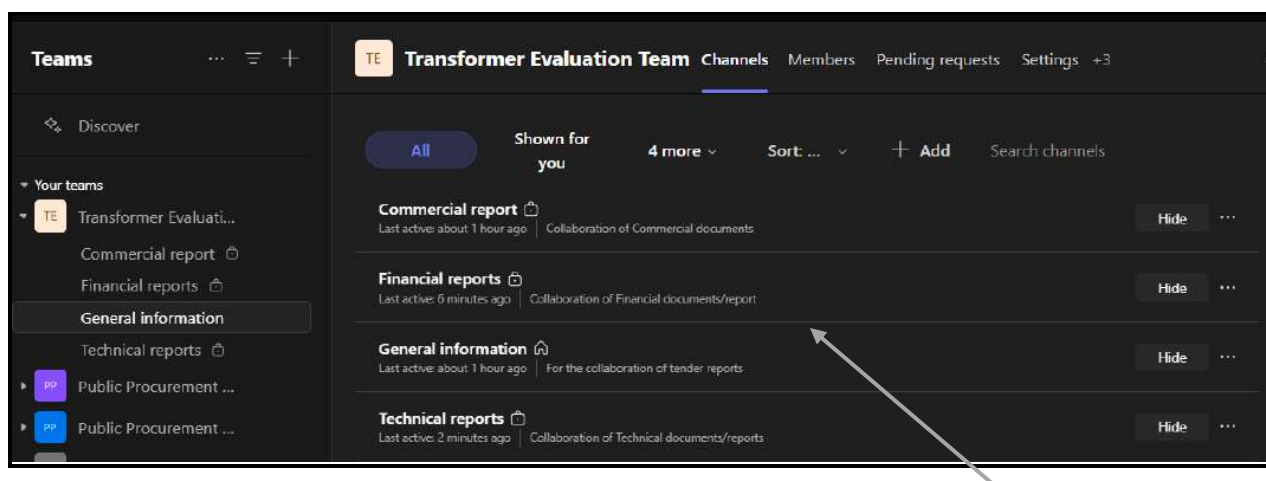 Teams
Discover
Your teams
TE Transformer Evaluati...
Commercial report
Financial reports
General information
Technical reports
PP Public Procurement ...
PP Public Procurement ...
TE Transformer Evaluation Team Channels Members Pending requests Settings +3
All Shown for you 4 more Sort: ... + Add Search channels
Commercial report
Last active: about 1 hour ago | Collaboration of Commercial documents
Hide ...
Financial reports
Last active: 6 minutes ago | Collaboration of Financial documents/report
Hide ...
General information
Last active: about 1 hour ago | For the collaboration of tender reports
Hide ...
Technical reports
Last active: 2 minutes ago | Collaboration of Technical documents/reports
Hide ...